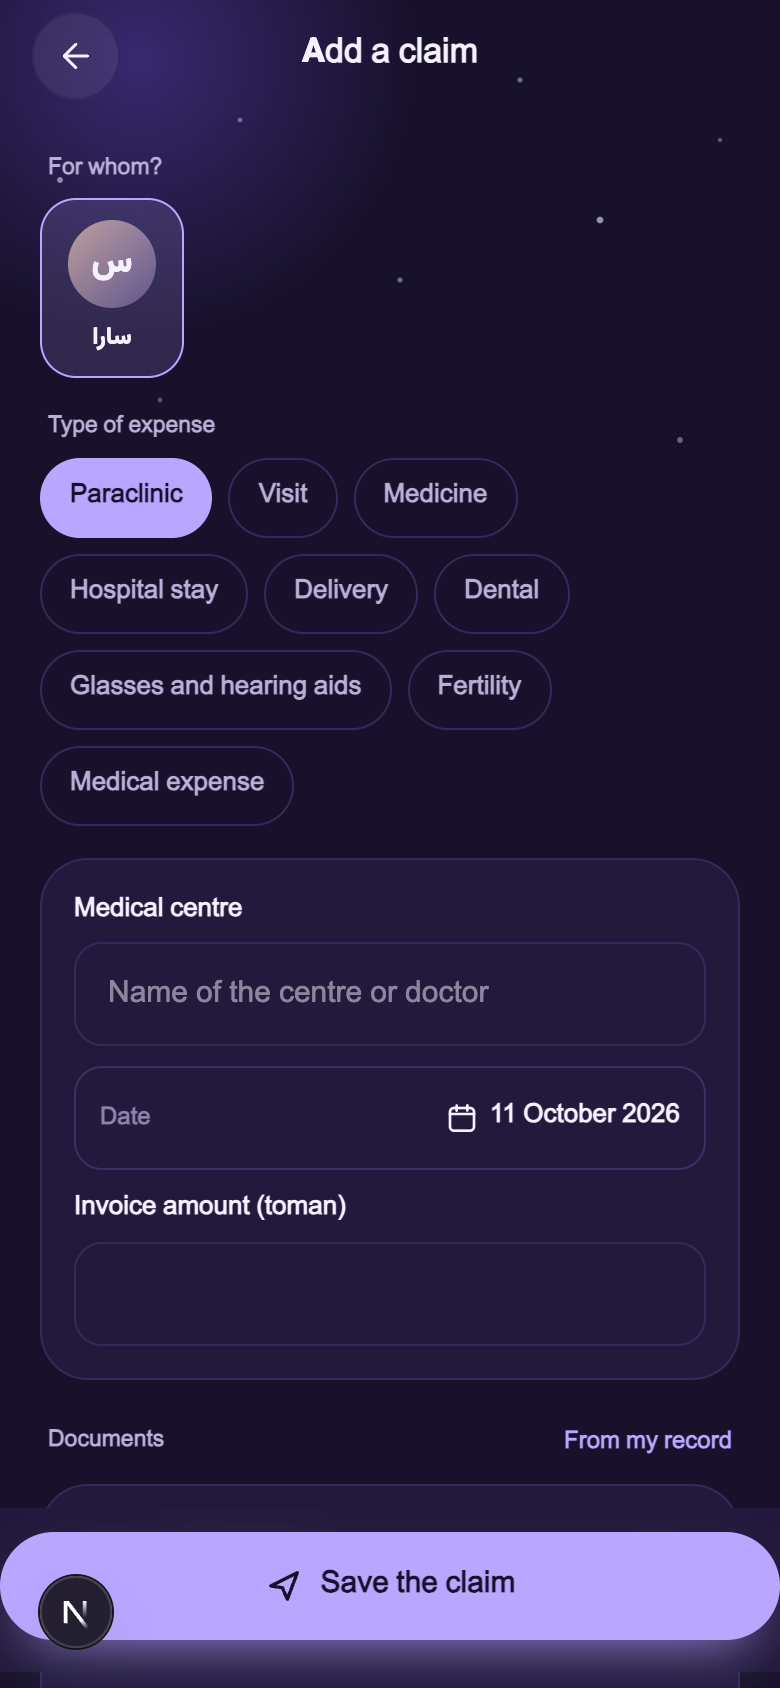 Add a claim
For whom?
س
سارا
Type of expense
Paraclinic
Visit
Medicine
Hospital stay
Delivery
Dental
Glasses and hearing aids
Fertility
Medical expense
Medical centre
Name of the centre or doctor
Date
11 October 2026
Invoice amount (toman)
Documents
From my record
Save the claim
N